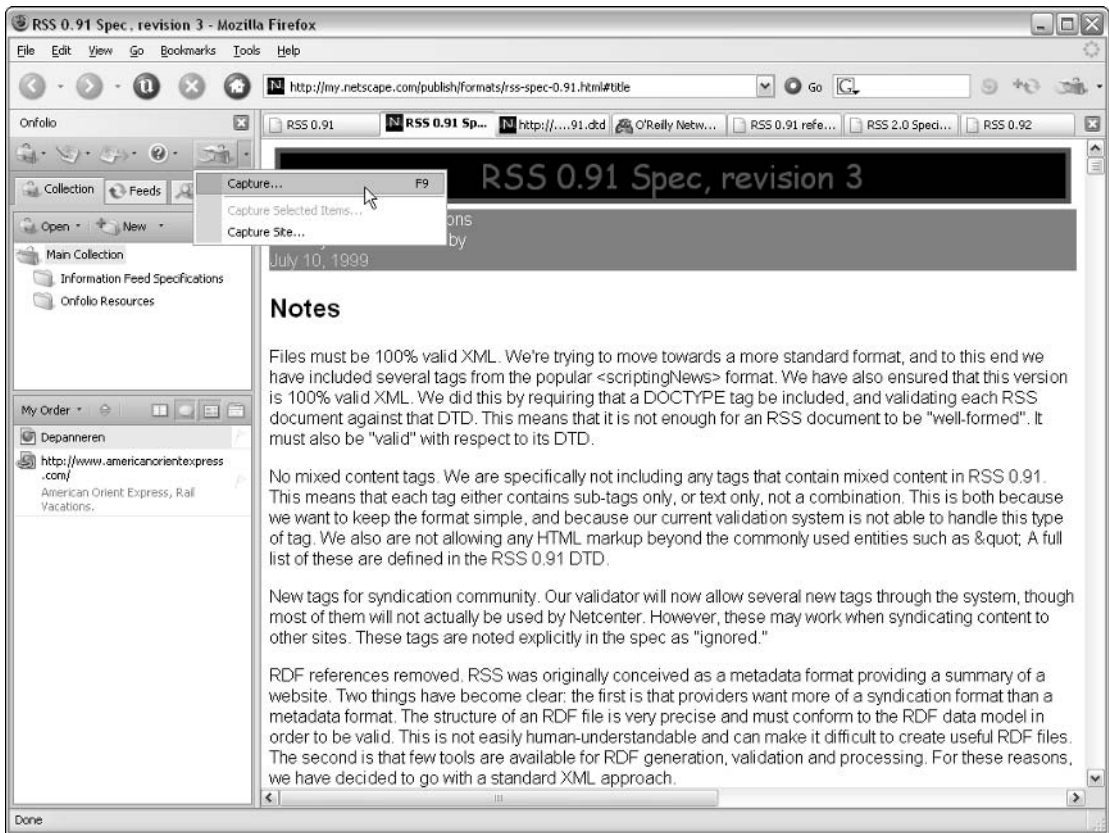 RSS 0.91 Spec, revision 3 - Mozilla Firefox
File Edit View Go Bookmarks Tools Help
http://my.netscape.com/publish/formats/rss-spec-0.91.html#title Go G
Onfolio
RSS 0.91 RSS 0.91 Sp... http://....91.dtd O'Reilly Netw... RSS 0.91 refe... RSS 2.0 Speci... RSS 0.92
Collection Feeds
Capture... F9
Capture Selected Items...
Capture Site...
Open New
Main Collection
Information Feed Specifications
Onfolio Resources
My Order
Depanneren
http://www.americanorientexpress
.com/
American Orient Express, Rail
Vacations.
RSS 0.91 Spec, revision 3
by
July 10, 1999
Notes
Files must be 100% valid XML. We're trying to move towards a more standard format, and to this end we
have included several tags from the popular <scriptingNews> format. We have also ensured that this version
is 100% valid XML. We did this by requiring that a DOCTYPE tag be included, and validating each RSS
document against that DTD. This means that it is not enough for an RSS document to be "well-formed". It
must also be "valid" with respect to its DTD.
No mixed content tags. We are specifically not including any tags that contain mixed content in RSS 0.91.
This means that each tag either contains sub-tags only, or text only, not a combination. This is both because
we want to keep the format simple, and because our current validation system is not able to handle this type
of tag. We also are not allowing any HTML markup beyond the commonly used entities such as &quot; A full
list of these are defined in the RSS 0.91 DTD.
New tags for syndication community. Our validator will now allow several new tags through the system, though
most of them will not actually be used by Netcenter. However, these may work when syndicating content to
other sites. These tags are noted explicitly in the spec as "ignored."
RDF references removed. RSS was originally conceived as a metadata format providing a summary of a
website. Two things have become clear: the first is that providers want more of a syndication format than a
metadata format. The structure of an RDF file is very precise and must conform to the RDF data model in
order to be valid. This is not easily human-understandable and can make it difficult to create useful RDF files.
The second is that few tools are available for RDF generation, validation and processing. For these reasons,
we have decided to go with a standard XML approach.
Done